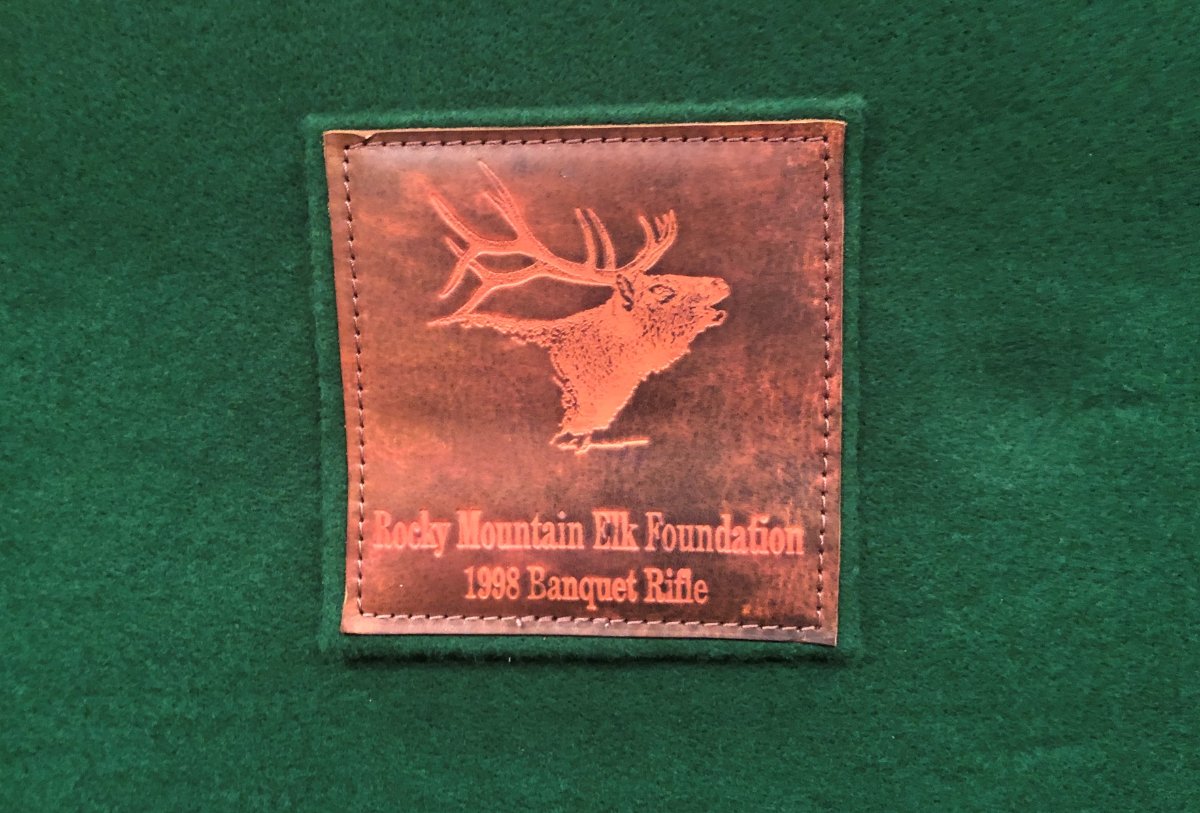 Rocky Mountain Elk Foundation
1998 Banquet Rifle